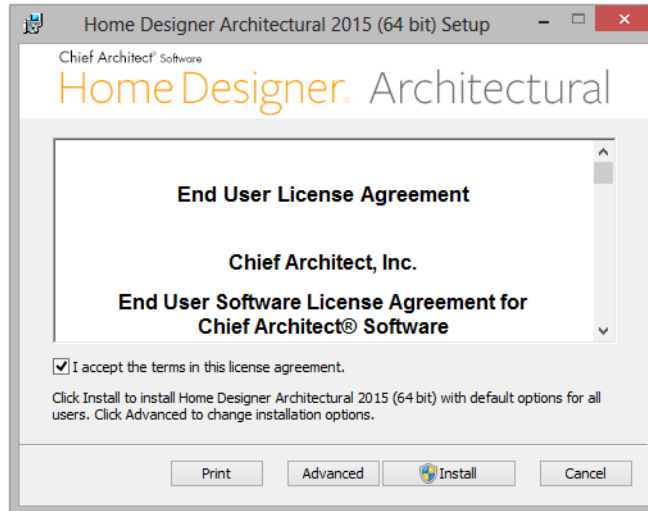 Home Designer Architectural 2015 (64 bit) Setup
Chief Architect® Software
Home Designer® Architectural
End User License Agreement
Chief Architect, Inc.
End User Software License Agreement for
Chief Architect® Software
I accept the terms in this license agreement.
Click Install to install Home Designer Architectural 2015 (64 bit) with default options for all
users. Click Advanced to change installation options.
Print Advanced Install Cancel